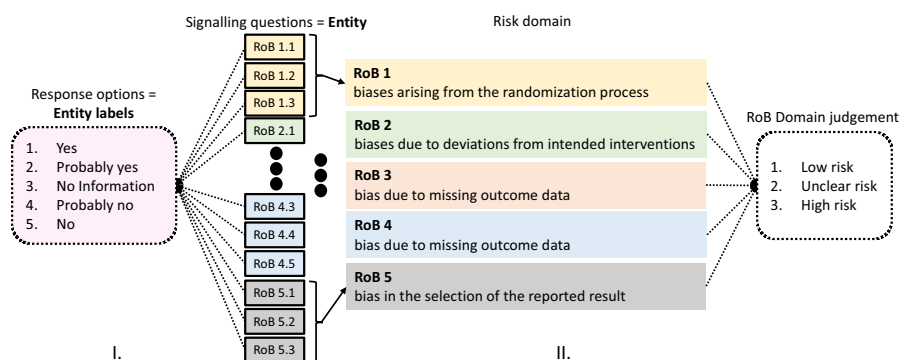 Signalling questions = Entity
Risk domain
Response options =
Entity labels
1. Yes
2. Probably yes
3. No Information
4. Probably no
5. No
RoB 1.1
RoB 1.2
RoB 1.3
RoB 2.1
RoB 4.3
RoB 4.4
RoB 4.5
RoB 5.1
RoB 5.2
RoB 5.3
RoB 1
biases arising from the randomization process
RoB 2
biases due to deviations from intended interventions
RoB 3
bias due to missing outcome data
RoB 4
bias due to missing outcome data
RoB 5
bias in the selection of the reported result
RoB Domain judgement
1. Low risk
2. Unclear risk
3. High risk
I.
II.